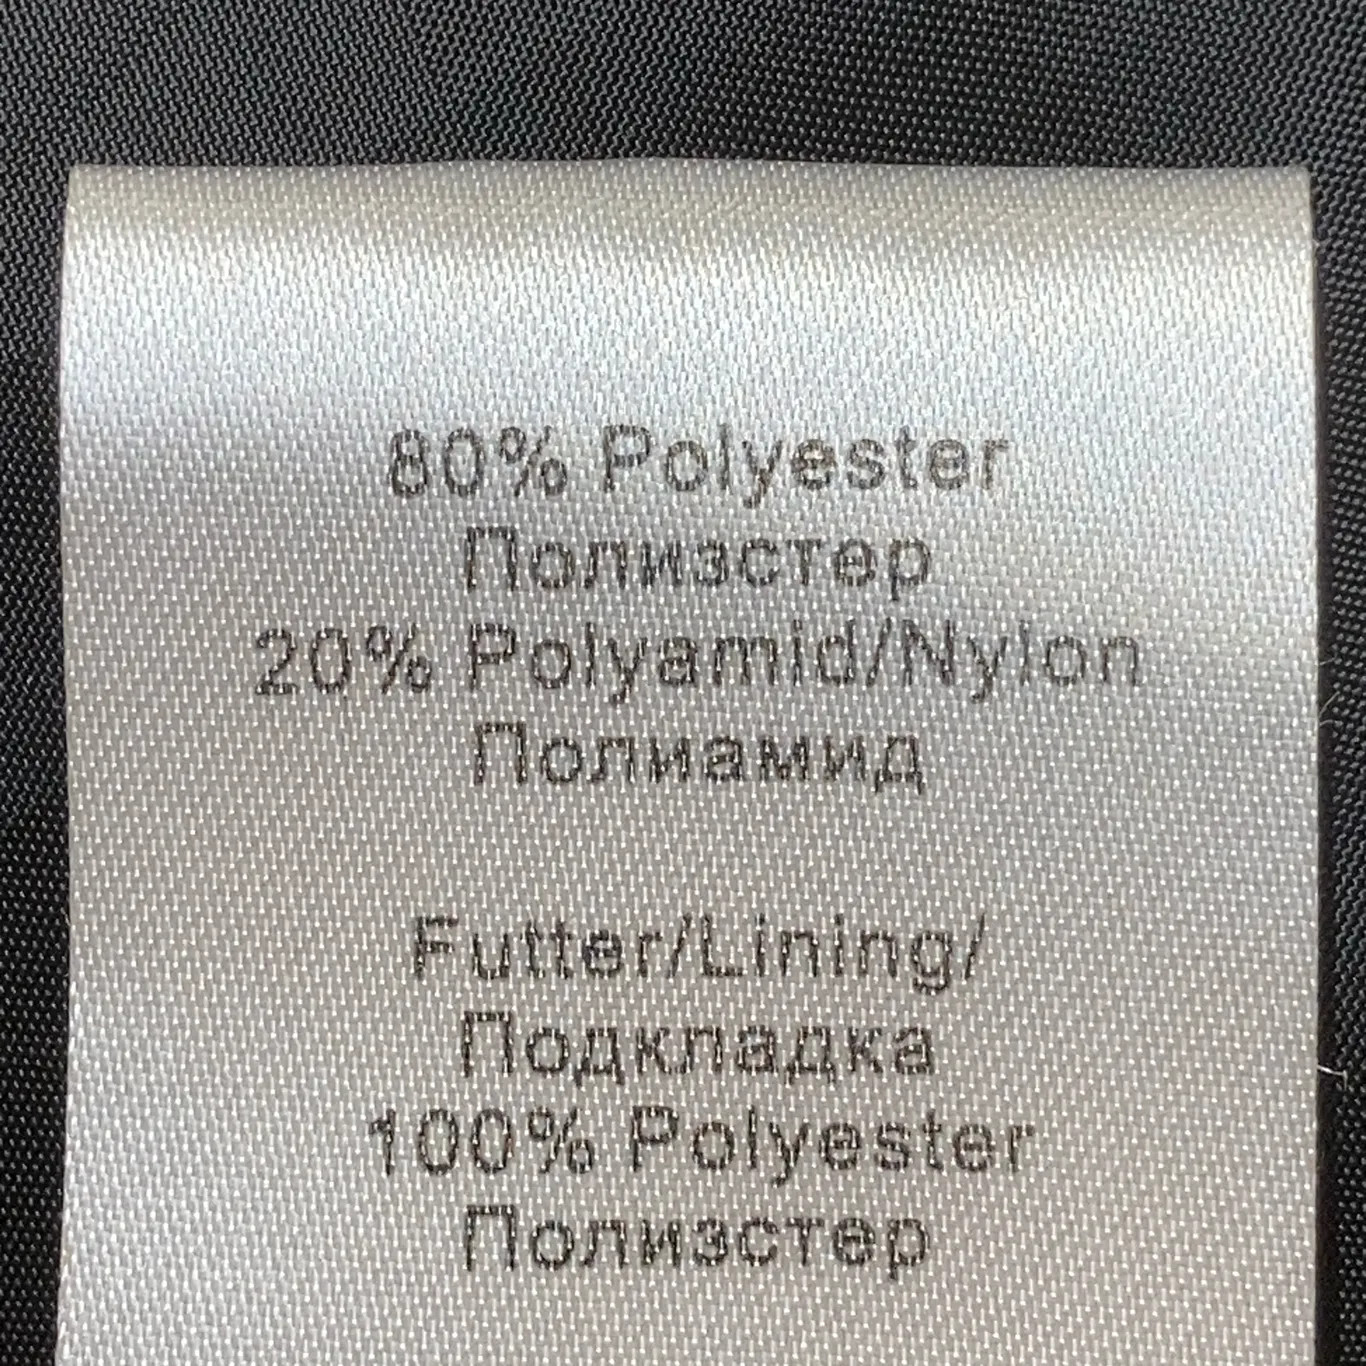 80% Polyester
Полиэстер
20% Polyamid/Nylon
Полиамид
Futter/Lining/
Подкладка
100% Polyester
Полиэстер